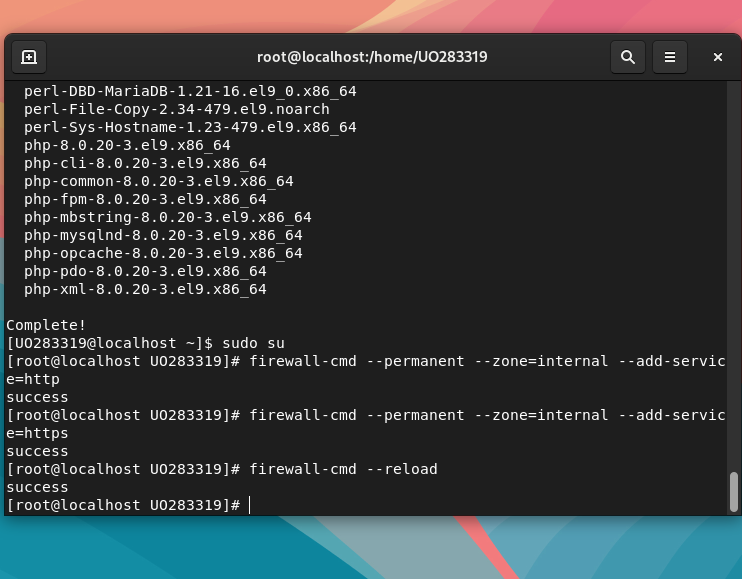 root@localhost:/home/UO283319
perl-DBD-MariaDB-1.21-16.el9_0.x86_64
perl-File-Copy-2.34-479.el9.noarch
perl-Sys-Hostname-1.23-479.el9.x86_64
php-8.0.20-3.el9.x86_64
php-cli-8.0.20-3.el9.x86_64
php-common-8.0.20-3.el9.x86_64
php-fpm-8.0.20-3.el9.x86_64
php-mbstring-8.0.20-3.el9.x86_64
php-mysqlnd-8.0.20-3.el9.x86_64
php-opcache-8.0.20-3.el9.x86_64
php-pdo-8.0.20-3.el9.x86_64
php-xml-8.0.20-3.el9.x86_64
Complete!
[UO283319@localhost ~]$ sudo su
[root@localhost UO283319]# firewall-cmd --permanent --zone=internal --add-servic
e=http
success
[root@localhost UO283319]# firewall-cmd --permanent --zone=internal --add-servic
e=https
success
[root@localhost UO283319]# firewall-cmd --reload
success
[root@localhost UO283319]#